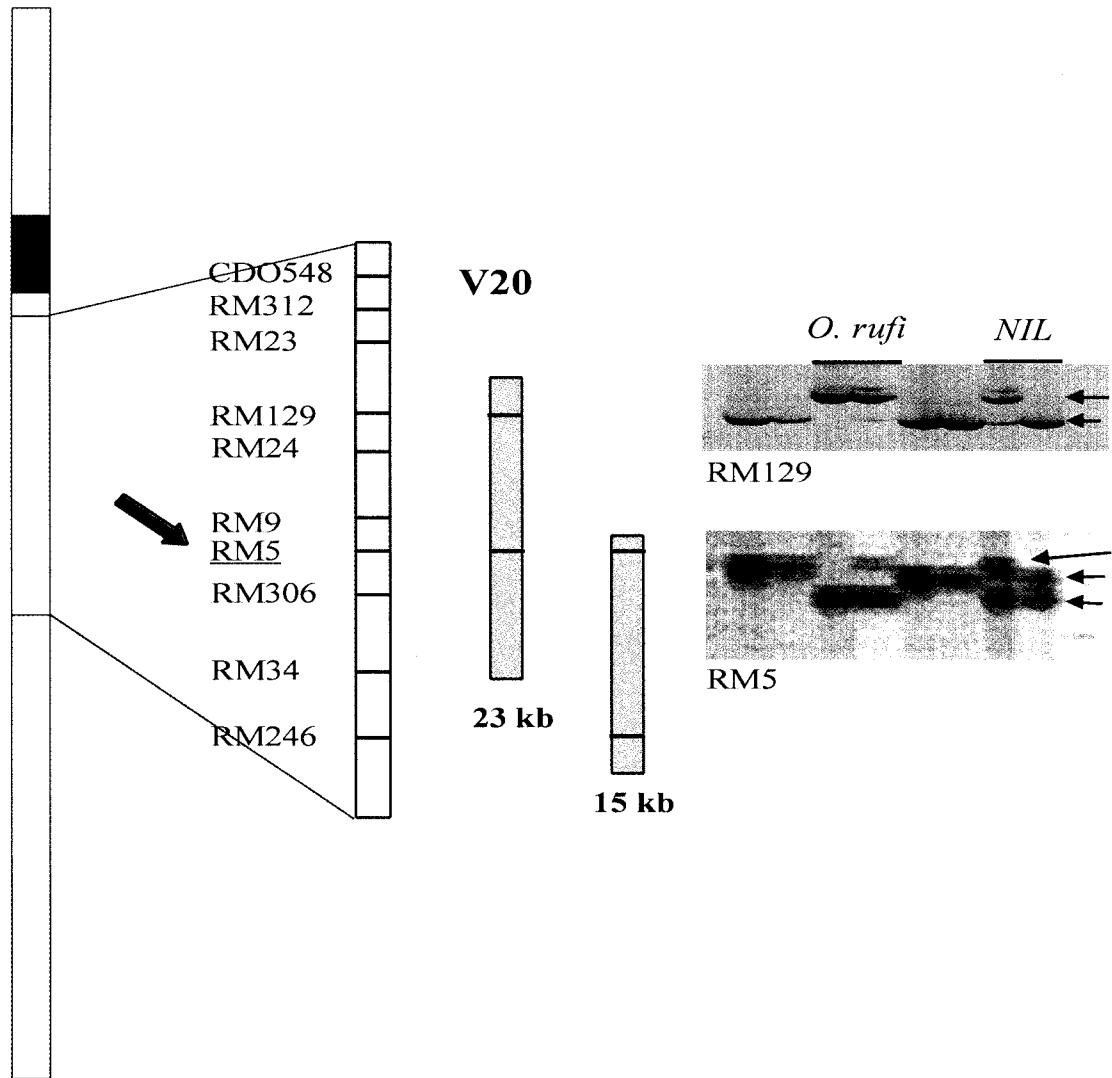 CDO548
RM312
RM23
RM129
RM24
RM9
RM5
RM306
RM34
RM246
V20
23 kb
15 kb
O. rufi NIL
RM129
RM5